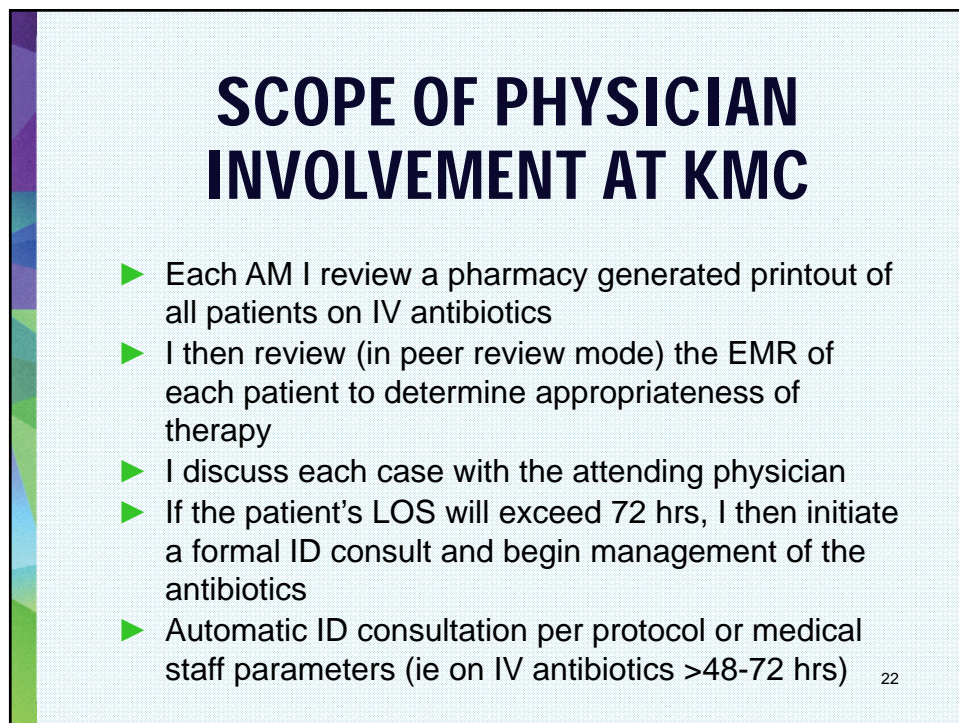 SCOPE OF PHYSICIAN
INVOLVEMENT AT KMC
► Each AM I review a pharmacy generated printout of
all patients on IV antibiotics
► I then review (in peer review mode) the EMR of
each patient to determine appropriateness of
therapy
► I discuss each case with the attending physician
► If the patient's LOS will exceed 72 hrs, I then initiate
a formal ID consult and begin management of the
antibiotics
► Automatic ID consultation per protocol or medical
staff parameters (ie on IV antibiotics >48-72 hrs)
22